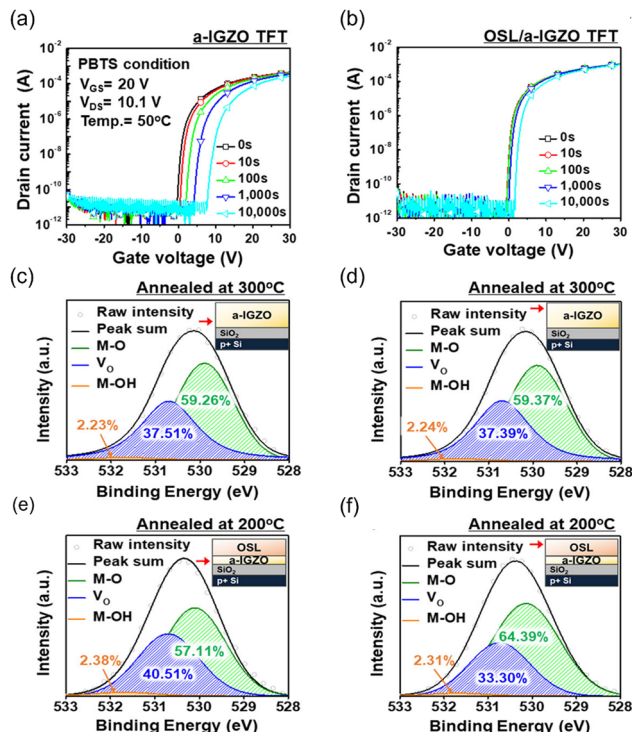 (a)
a-IGZO TFT
PBTS condition
V_GS= 20 V
V_DS= 10.1 V
Temp.= 50°C
0s
10s
100s
1,000s
10,000s
Drain current (A)
10^-2
10^-4
10^-6
10^-8
10^-10
10^-12
-30 -20 -10 0 10 20 30
Gate voltage (V)
(b)
OSL/a-IGZO TFT
0s
10s
100s
1,000s
10,000s
Drain current (A)
10^-2
10^-4
10^-6
10^-8
10^-10
10^-12
-30 -20 -10 0 10 20 30
Gate voltage (V)
(c)
Annealed at 300°C
Raw intensity
Peak sum
M-O
V_O
M-OH
a-IGZO
SiO₂
p+ Si
2.23%
37.51%
59.26%
Intensity (a.u.)
533 532 531 530 529 528
Binding Energy (eV)
(d)
Annealed at 300°C
Raw intensity
Peak sum
M-O
V_O
M-OH
a-IGZO
SiO₂
p+ Si
2.24%
37.39%
59.37%
Intensity (a.u.)
533 532 531 530 529 528
Binding Energy (eV)
(e)
Annealed at 200°C
Raw intensity
Peak sum
M-O
V_O
M-OH
OSL
a-IGZO
SiO₂
p+ Si
2.38%
40.51%
57.11%
Intensity (a.u.)
533 532 531 530 529 528
Binding Energy (eV)
(f)
Annealed at 200°C
Raw intensity
Peak sum
M-O
V_O
M-OH
OSL
a-IGZO
SiO₂
p+ Si
2.31%
33.30%
64.39%
Intensity (a.u.)
533 532 531 530 529 528
Binding Energy (eV)